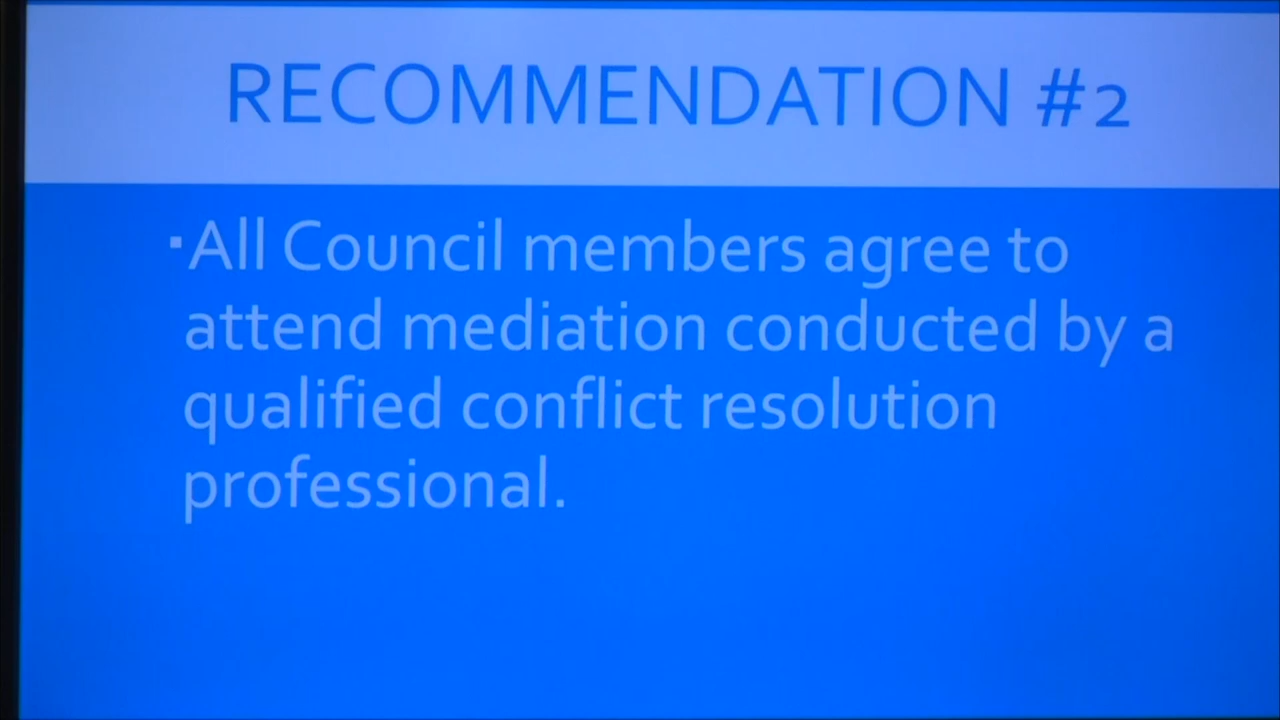 RECOMMENDATION #2
▪All Council members agree to
attend mediation conducted by a
qualified conflict resolution
professional.